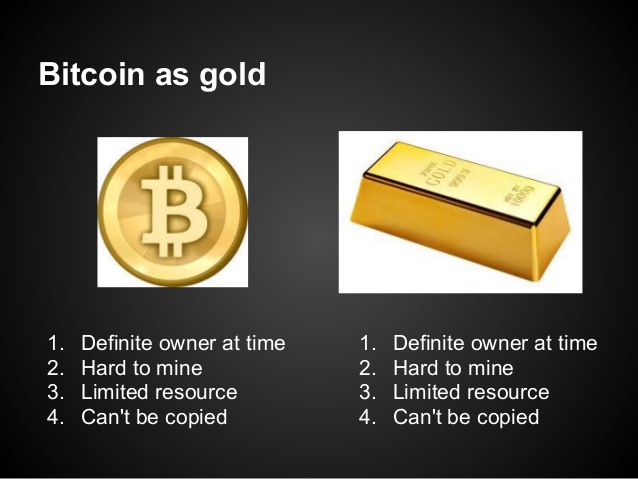 Bitcoin as gold
GOLD
999.9
1000g
1. Definite owner at time
2. Hard to mine
3. Limited resource
4. Can't be copied
1. Definite owner at time
2. Hard to mine
3. Limited resource
4. Can't be copied